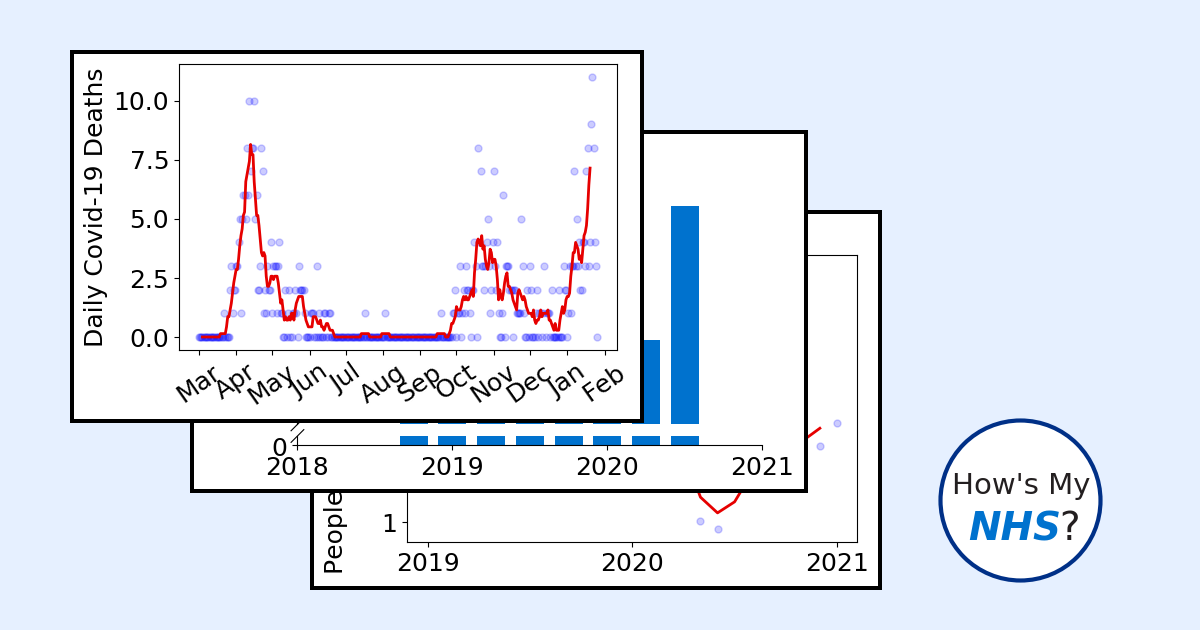 Daily Covid-19 Deaths
10.0
7.5
5.0
2.5
0.0
Mar Apr May Jun Jul Aug Sep Oct Nov Dec Jan Feb
0
2018 2019 2020 2021
People
1
2019 2020 2021
How's My
NHS?